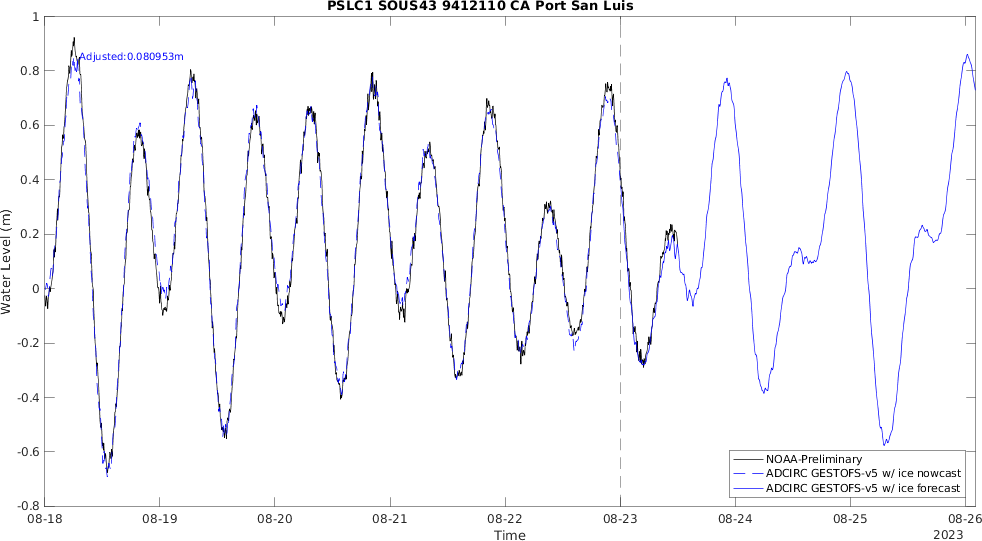 PSLC1 SOUS43 9412110 CA Port San Luis
Adjusted:0.080953m
Water Level (m)
1
0.8
0.6
0.4
0.2
0
-0.2
-0.4
-0.6
-0.8
NOAA-Preliminary
ADCIRC GESTOFS-v5 w/ ice nowcast
ADCIRC GESTOFS-v5 w/ ice forecast
08-18 08-19 08-20 08-21 08-22 08-23 08-24 08-25 08-26
Time
2023